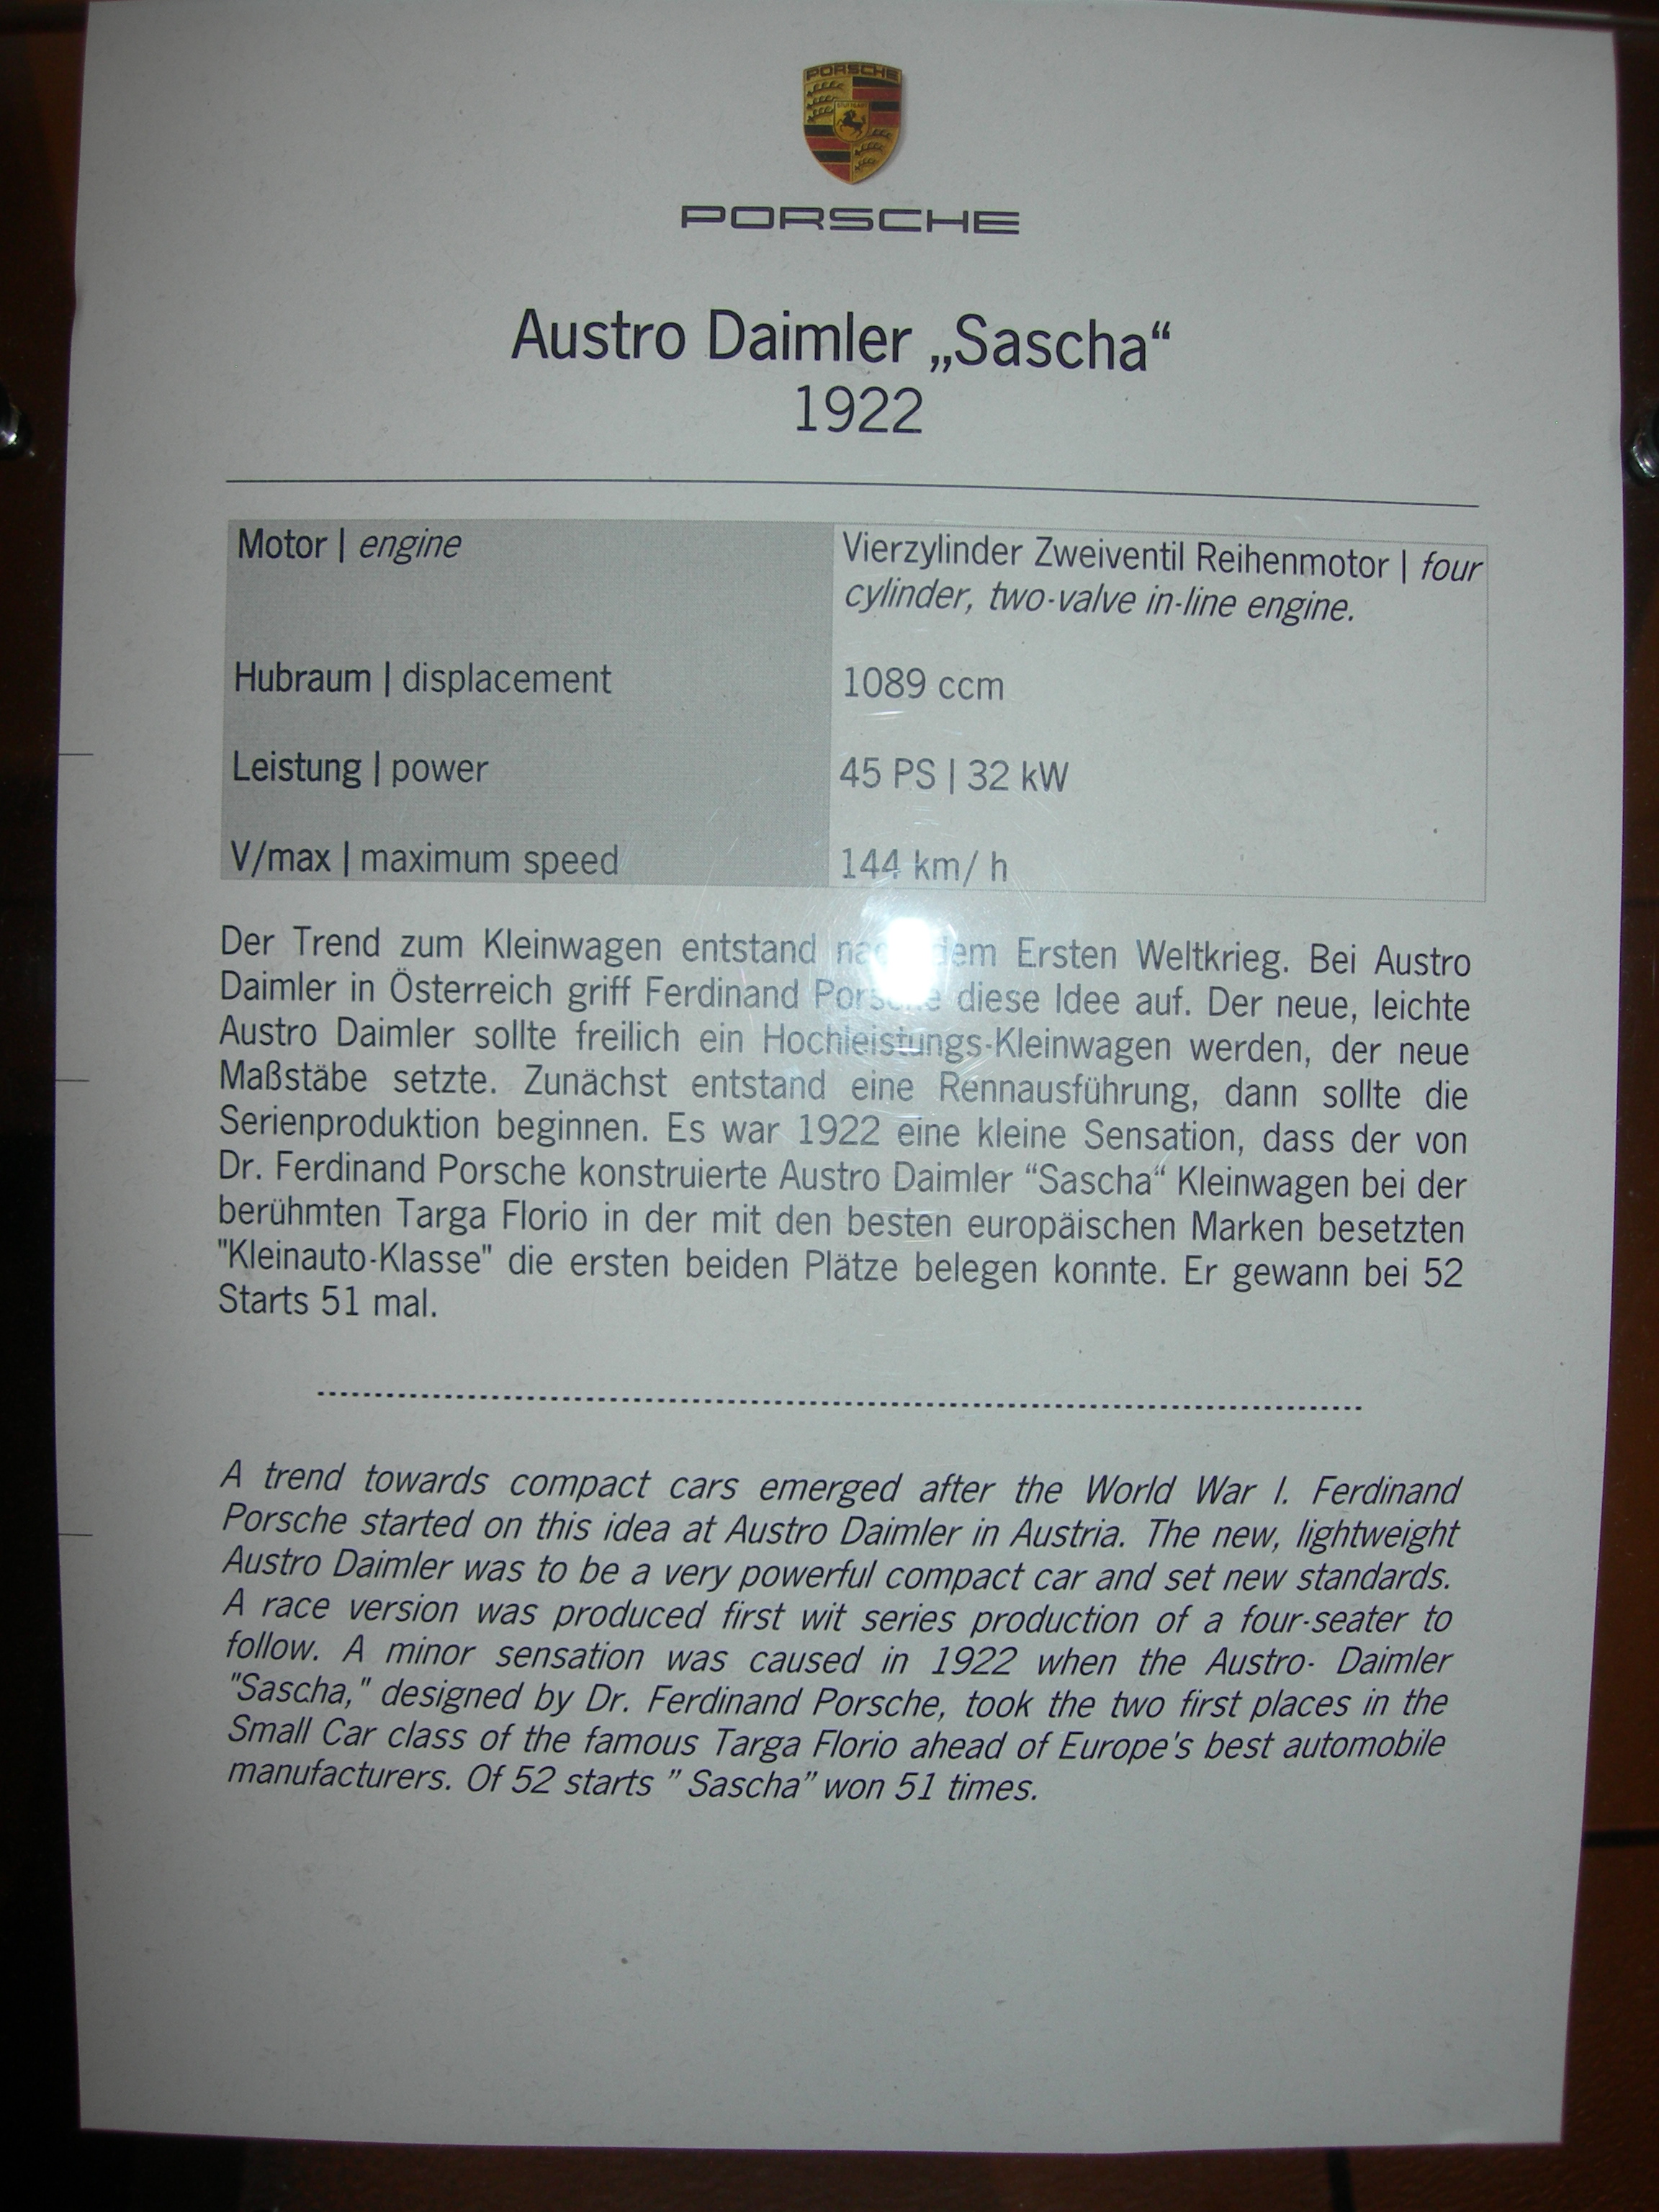 PORSCHE
STUTTGART
PORSCHE
Austro Daimler „Sascha“
1922
Motor | engine
Vierzylinder Zweiventil Reihenmotor | four
cylinder, two-valve in-line engine.
Hubraum | displacement
1089 ccm
Leistung | power
45 PS | 32 kW
V/max | maximum speed
144 km/ h
Der Trend zum Kleinwagen entstand dem Ersten Weltkrieg. Bei Austro
Daimler in Österreich griff Ferdinand Porsche diese Idee auf. Der neue, leichte
Austro Daimler sollte freilich ein Hochleistungs-Kleinwagen werden, der neue
Maßstäbe setzte. Zunächst entstand eine Rennausführung, dann sollte die
Serienproduktion beginnen. Es war 1922 eine kleine Sensation, dass der von
Dr. Ferdinand Porsche konstruierte Austro Daimler “Sascha“ Kleinwagen bei der
berühmten Targa Florio in der mit den besten europäischen Marken besetzten
"Kleinauto-Klasse" die ersten beiden Plätze belegen konnte. Er gewann bei 52
Starts 51 mal.
A trend towards compact cars emerged after the World War I. Ferdinand
Porsche started on this idea at Austro Daimler in Austria. The new, lightweight
Austro Daimler was to be a very powerful compact car and set new standards.
A race version was produced first wit series production of a four-seater to
follow. A minor sensation was caused in 1922 when the Austro- Daimler
"Sascha," designed by Dr. Ferdinand Porsche, took the two first places in the
Small Car class of the famous Targa Florio ahead of Europe's best automobile
manufacturers. Of 52 starts ” Sascha” won 51 times.